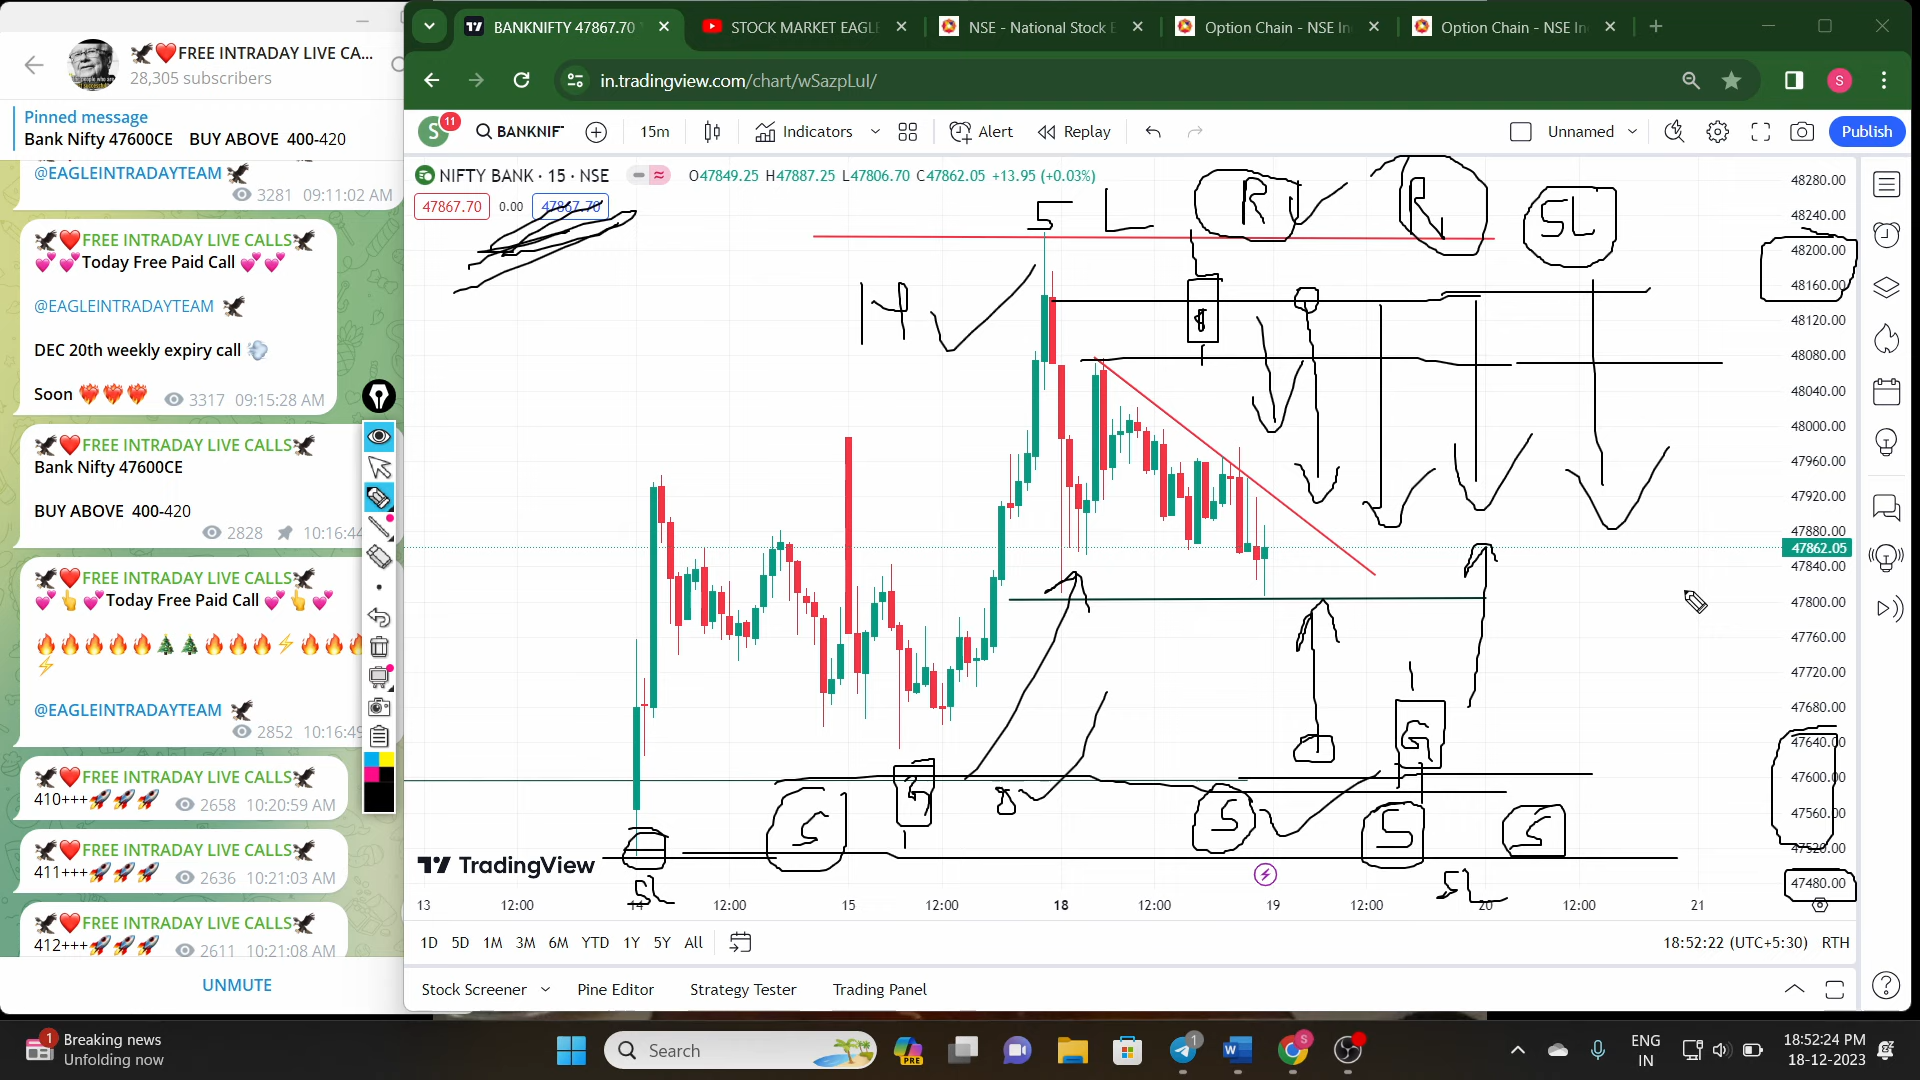 FREE INTRADAY LIVE CA...
28,305 subscribers
Pinned message
Bank Nifty 47600CE BUY ABOVE 400-420
@EAGLEINTRADAYTEAM
3281 09:11:02 AM
FREE INTRADAY LIVE CALLS
Today Free Paid Call
@EAGLEINTRADAYTEAM
DEC 20th weekly expiry call
Soon 3317 09:15:28 AM
FREE INTRADAY LIVE CALLS
Bank Nifty 47600CE
BUY ABOVE 400-420
2828 10:16:44
FREE INTRADAY LIVE CALLS
Today Free Paid Call
@EAGLEINTRADAYTEAM
2852 10:16:49
FREE INTRADAY LIVE CALLS
410+++ 2658 10:20:59 AM
FREE INTRADAY LIVE CALLS
411+++ 2636 10:21:03 AM
FREE INTRADAY LIVE CALLS
412+++ 2611 10:21:08 AM
UNMUTE
BANKNIFTY 47867.70
STOCK MARKET EAGLE
NSE - National Stock E
Option Chain - NSE In
Option Chain - NSE In
in.tradingview.com/chart/wSazpLul/
S
S 11 BANKNIF 15m Indicators Alert Replay Unnamed Publish
NIFTY BANK · 15 · NSE O47849.25 H47887.25 L47806.70 C47862.05 +13.95 (+0.03%)
47867.70 0.00 47867.70
S L R R SL
H
S S S S S
G
SL SL
48280.00
48240.00
48200.00
48160.00
48120.00
48080.00
48040.00
48000.00
47960.00
47920.00
47880.00
47862.05
47840.00
47800.00
47760.00
47720.00
47680.00
47640.00
47600.00
47560.00
47520.00
47480.00
TradingView
13 12:00 14 12:00 15 12:00 18 12:00 19 12:00 20 12:00 21
1D 5D 1M 3M 6M YTD 1Y 5Y All
18:52:22 (UTC+5:30) RTH
Stock Screener Pine Editor Strategy Tester Trading Panel
1 Breaking news
Unfolding now
Search
PRE
1
S
ENG
IN
18:52:24 PM
18-12-2023